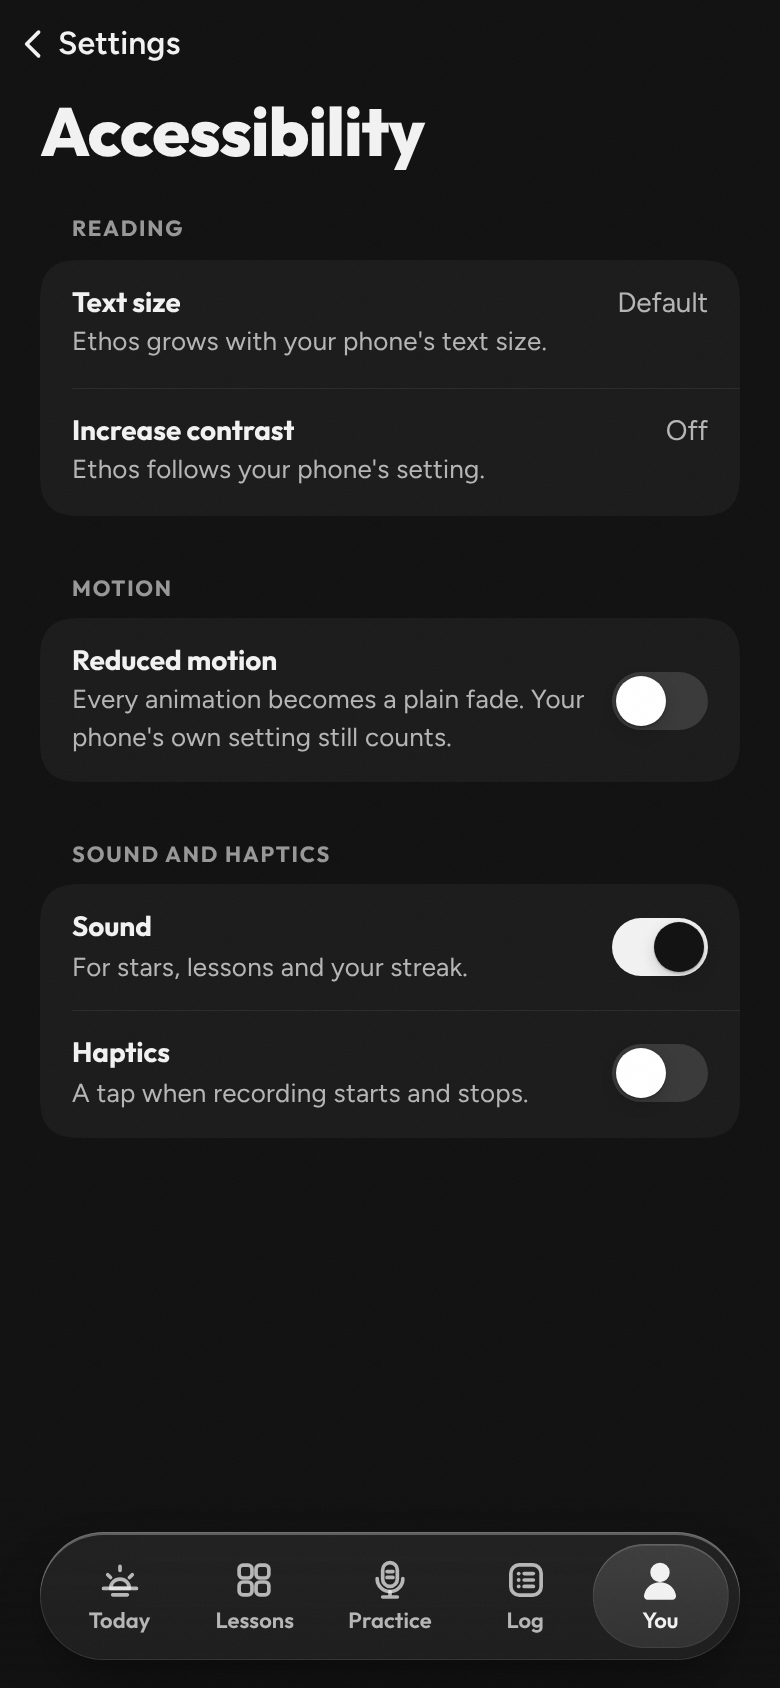 Settings
Accessibility
READING
Text size
Default
Ethos grows with your phone's text size.
Increase contrast
Off
Ethos follows your phone's setting.
MOTION
Reduced motion
Every animation becomes a plain fade. Your
phone's own setting still counts.
SOUND AND HAPTICS
Sound
For stars, lessons and your streak.
Haptics
A tap when recording starts and stops.
Today
Lessons
Practice
Log
You